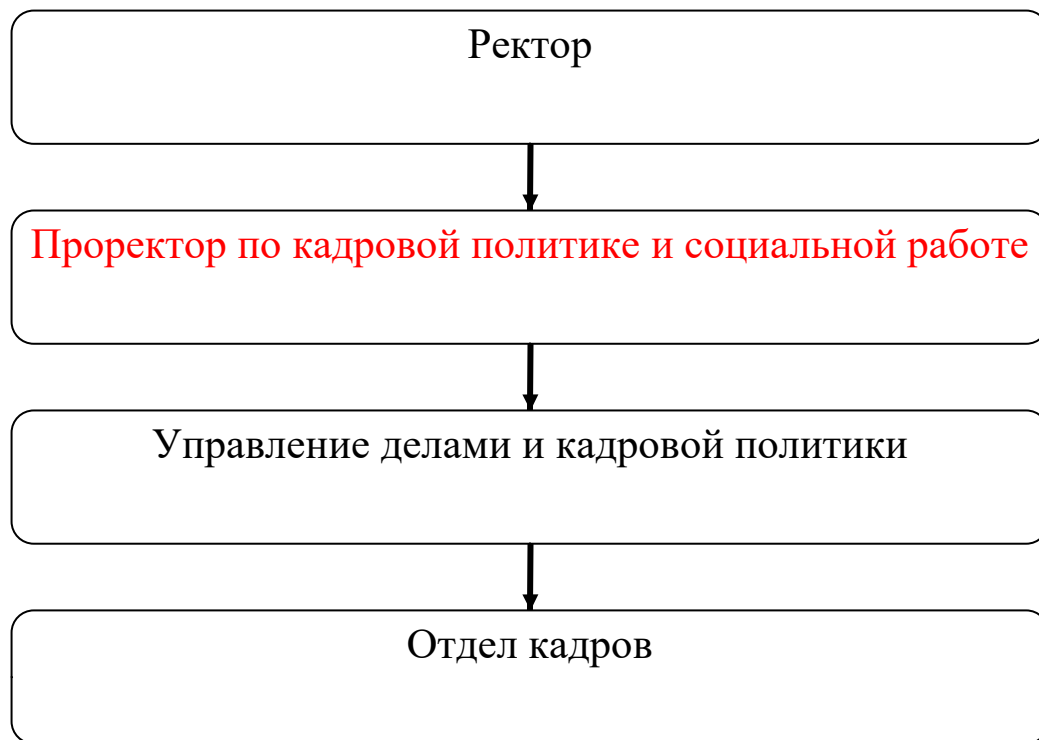 Ректор
Проректор по кадровой политике и социальной работе
Управление делами и кадровой политики
Отдел кадров